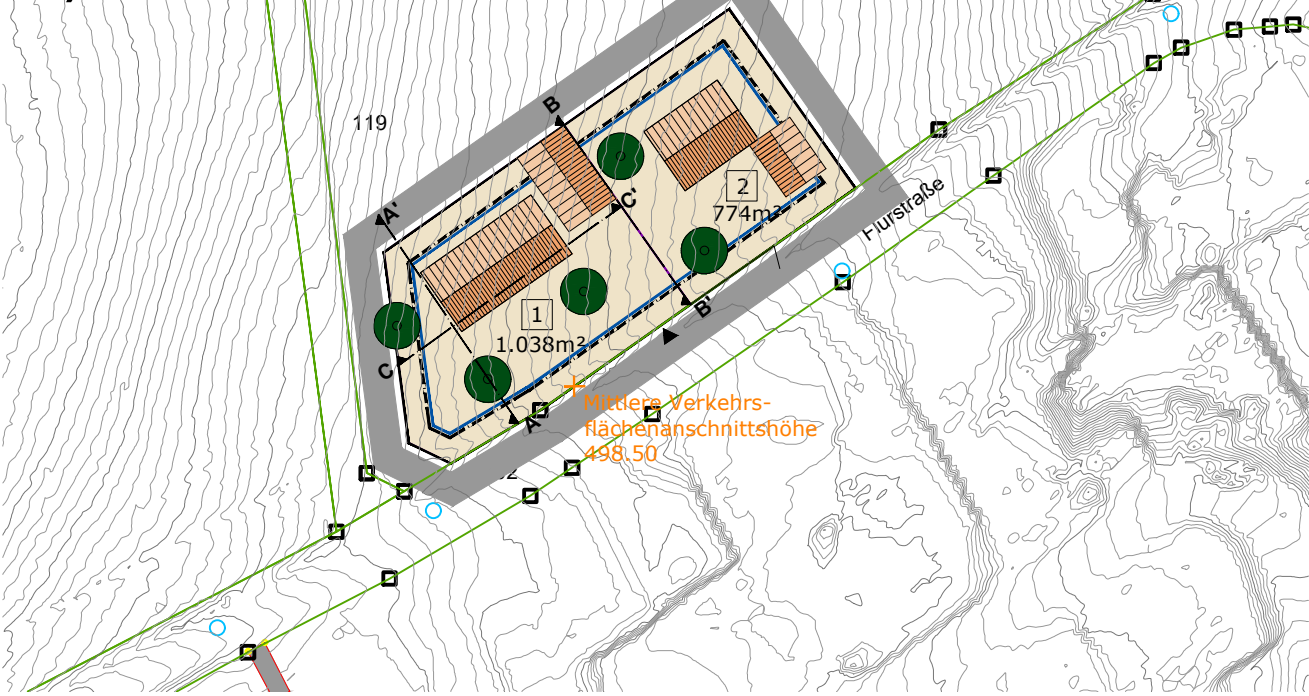 B
119
A'
C'
2
774m²
Flurstraße
1
B'
1.038m²
C
Mittlere Verkehrs-
A
flächenanschnittshöhe
498.50